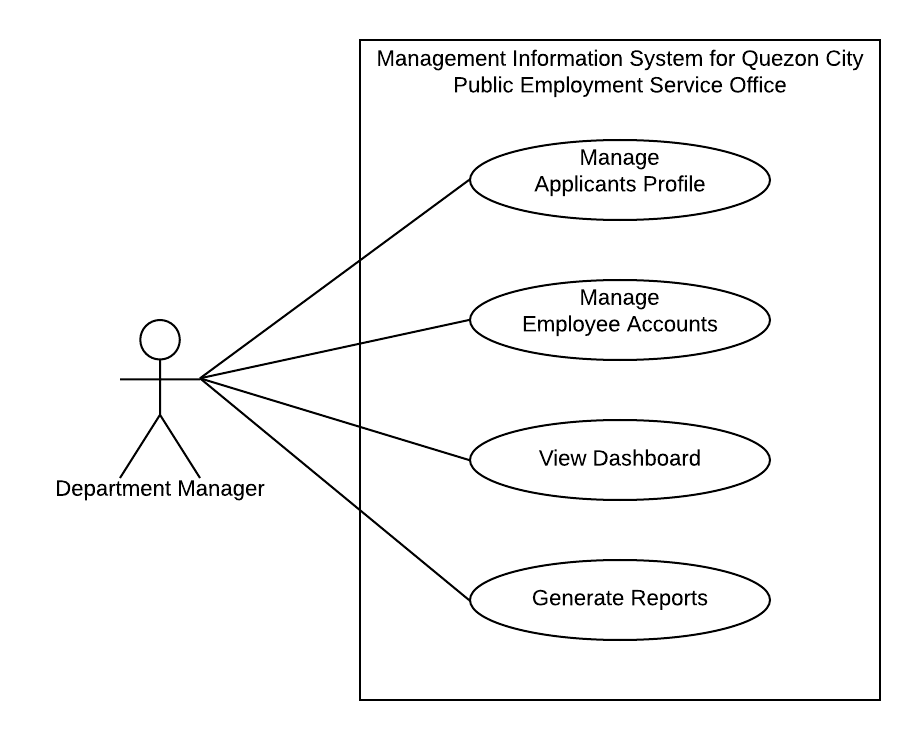 Management Information System for Quezon City
Public Employment Service Office
Manage
Applicants Profile
Manage
Employee Accounts
View Dashboard
Generate Reports
Department Manager